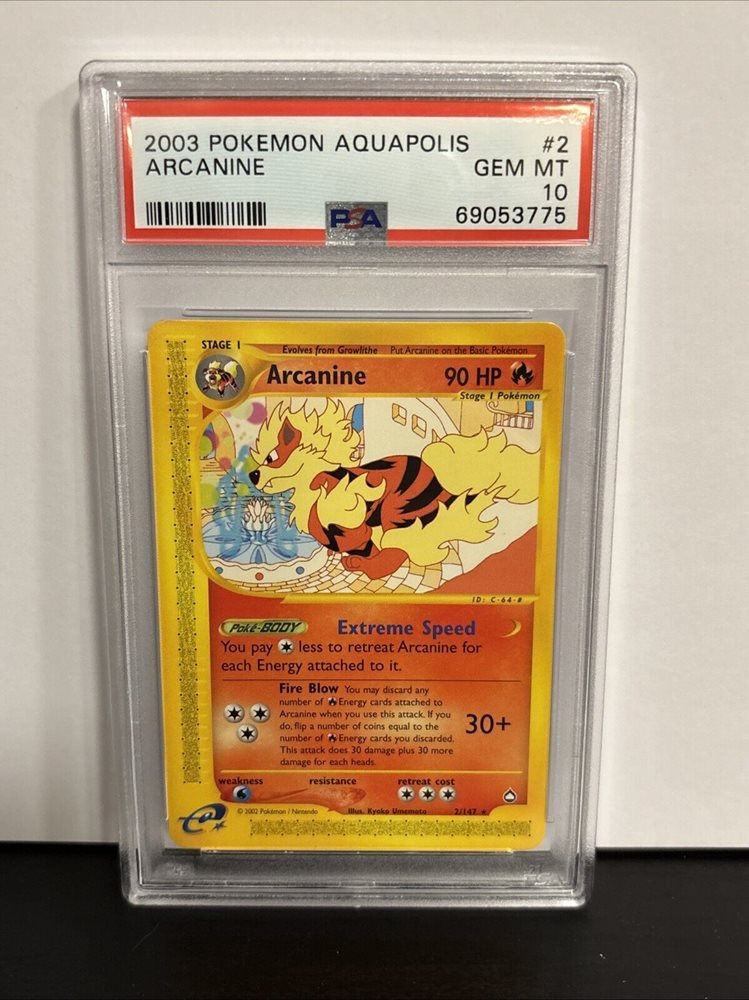 2003 POKEMON AQUAPOLIS #2
ARCANINE GEM MT
10
PSA 69053775
STAGE 1 Evolves from Growlithe Put Arcanine on the Basic Pokémon
Arcanine 90 HP
Stage 1 Pokémon
ID: C-64-#
Poké-BODY Extreme Speed
You pay less to retreat Arcanine for
each Energy attached to it.
Fire Blow You may discard any
number of Energy cards attached to
Arcanine when you use this attack. If you
do, flip a number of coins equal to the
number of Energy cards you discarded.
This attack does 30 damage plus 30 more
damage for each heads.
30+
weakness resistance retreat cost
© 2002 Pokémon / Nintendo Illus. Kyoko Umemoto 2/147 ★
e